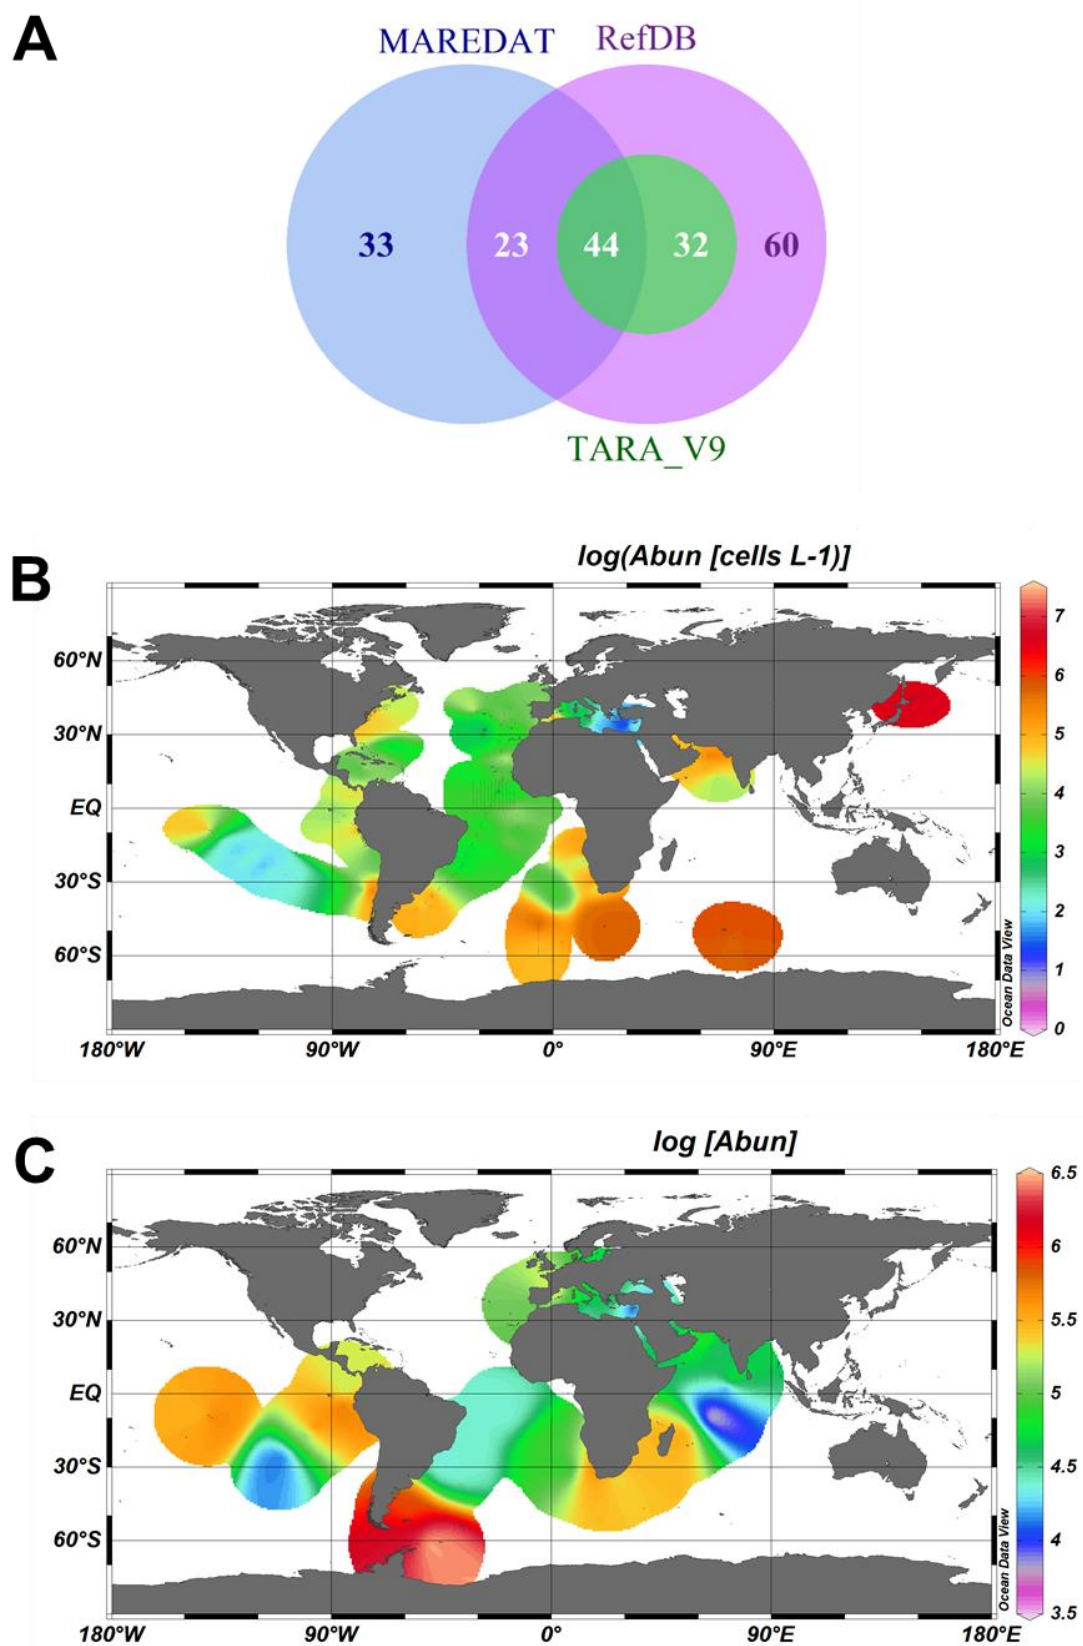 A
MAREDAT RefDB
33 23 44 32 60
TARA_V9
B
log(Abun [cells L-1)]
60°N
30°N
EQ
30°S
60°S
180°W 90°W 0° 90°E 180°E
7
6
5
4
3
2
1
0
Ocean Data View
C
log [Abun]
60°N
30°N
EQ
30°S
60°S
180°W 90°W 0° 90°E 180°E
6.5
6
5.5
5
4.5
4
3.5
Ocean Data View